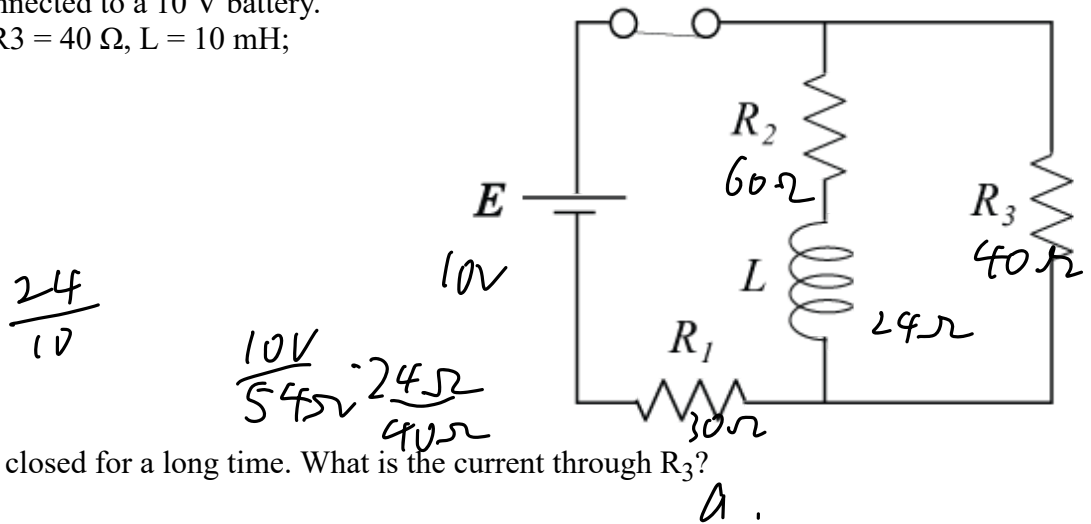 nnected to a 10 V battery.
R3 = 40 Ω, L = 10 mH;
R2
60Ω
E
R3
40Ω
10V
L
24
10
24Ω
R1
10V
54Ω
·
24Ω
40Ω
30Ω
closed for a long time. What is the current through R3?
a.